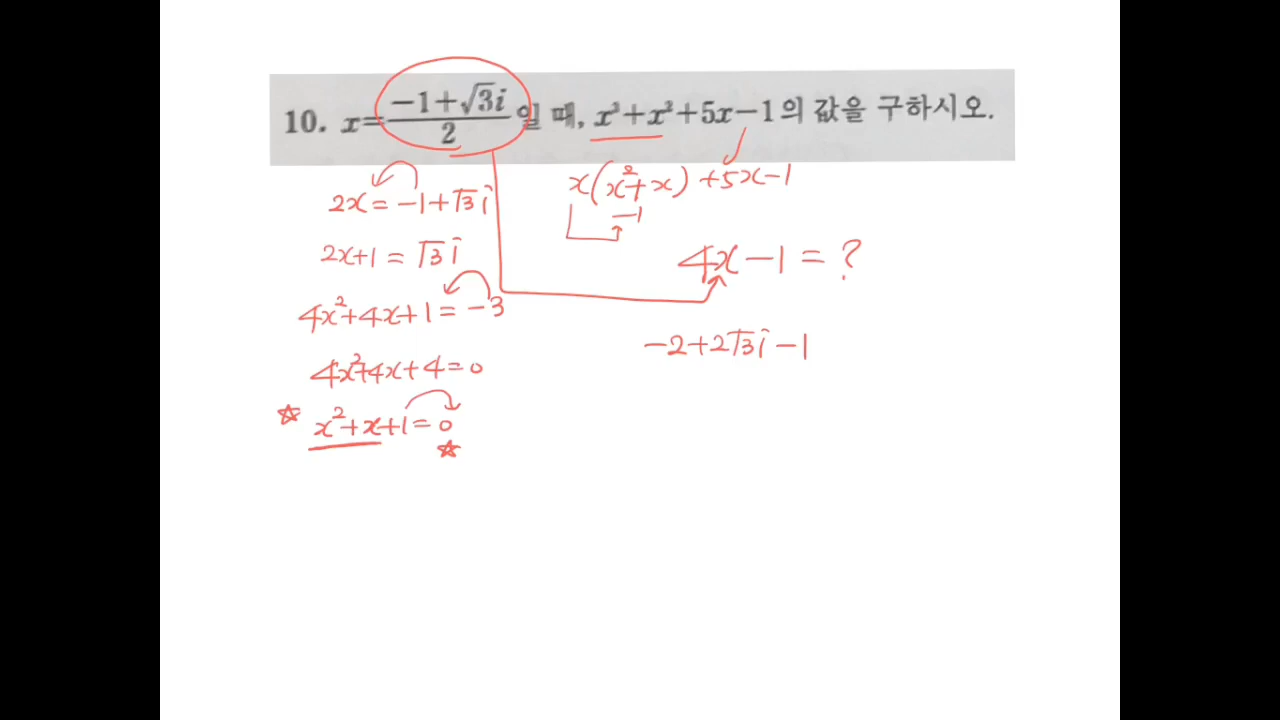 10. x=(-1+√3i)/2일 때, x³+x²+5x-1의 값을 구하시오.
2x = -1+√3 i
2x+1 = √3 i
4x²+4x+1 = -3
4x²+4x+4=0
☆ x²+x+1=0
☆
x(x²+x)+5x-1
-1
4x-1=?
-2+2√3i-1